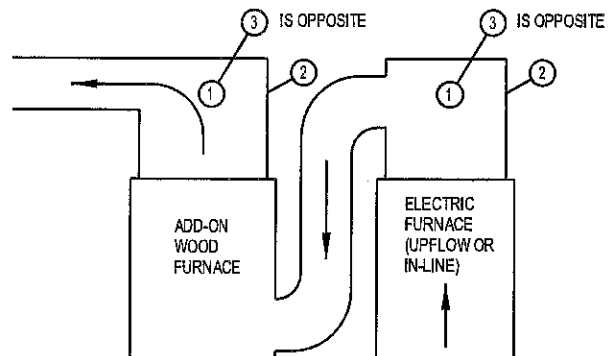 3 IS OPPOSITE
3 IS OPPOSITE
1
2
1
2
ADD-ON
WOOD
FURNACE
ELECTRIC
FURNACE
(UPFLOW OR
IN-LINE)